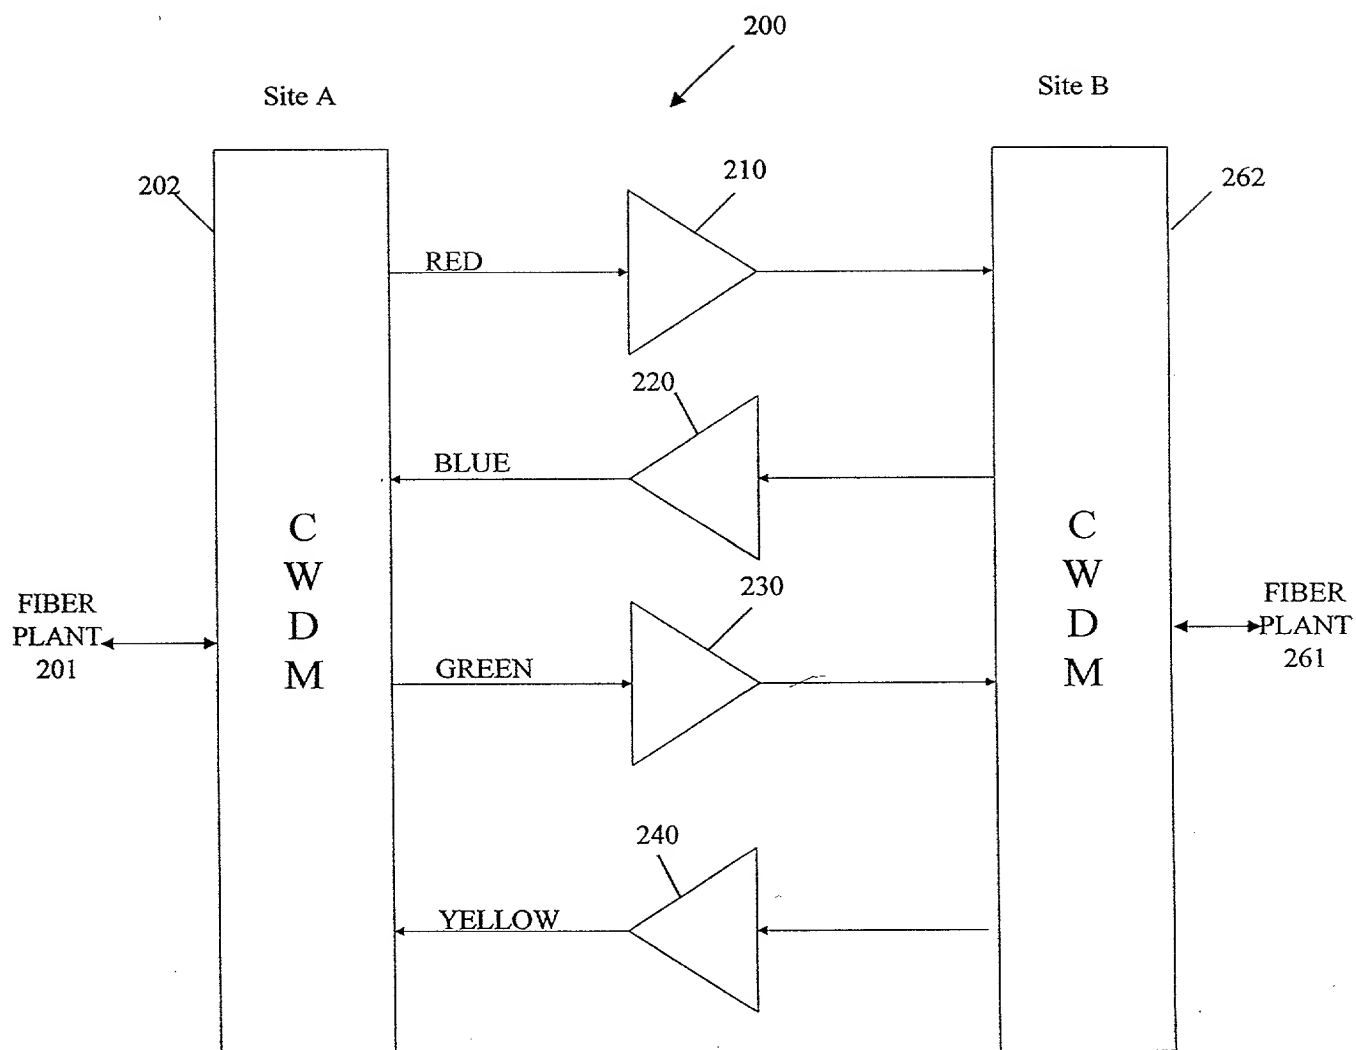 200
Site A
Site B
202
210
262
RED
220
BLUE
C
W
D
M
C
W
D
M
230
FIBER
PLANT
201
FIBER
PLANT
261
GREEN
240
YELLOW